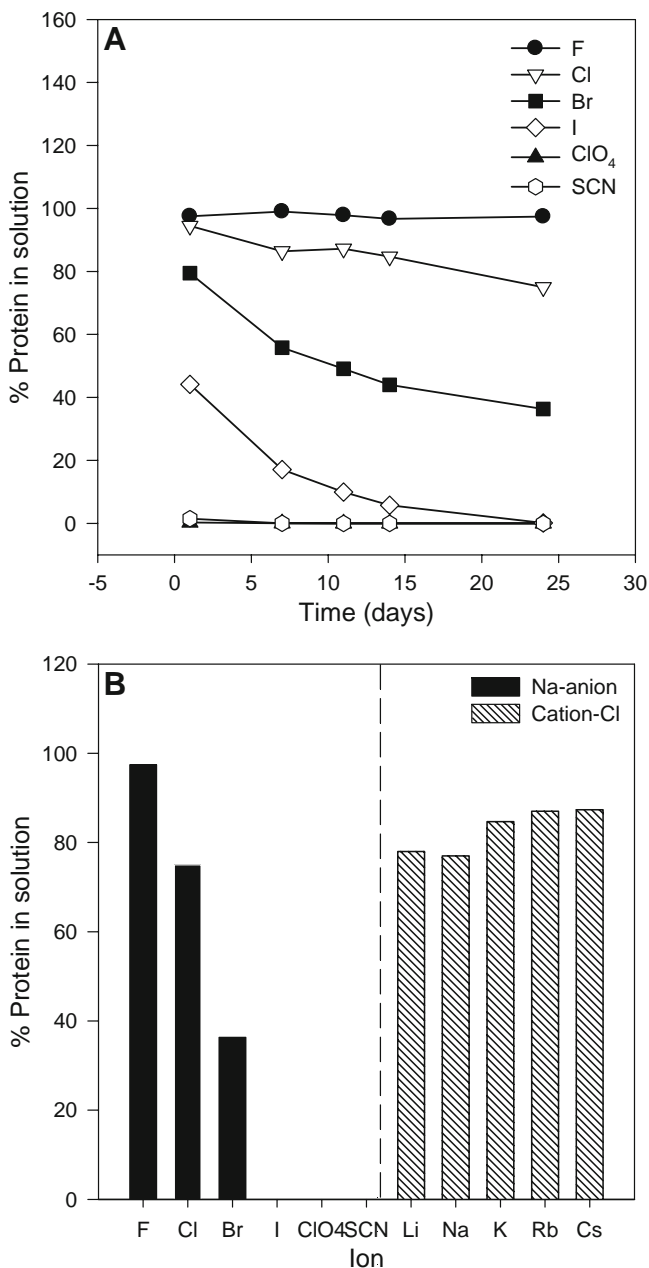 A
F
Cl
Br
I
ClO4
SCN
160
140
120
100
80
60
40
20
0
% Protein in solution
-5 0 5 10 15 20 25 30
Time (days)
B
Na-anion
Cation-Cl
120
100
80
60
40
20
0
% Protein in solution
F Cl Br I ClO4 SCN Li Na K Rb Cs
Ion